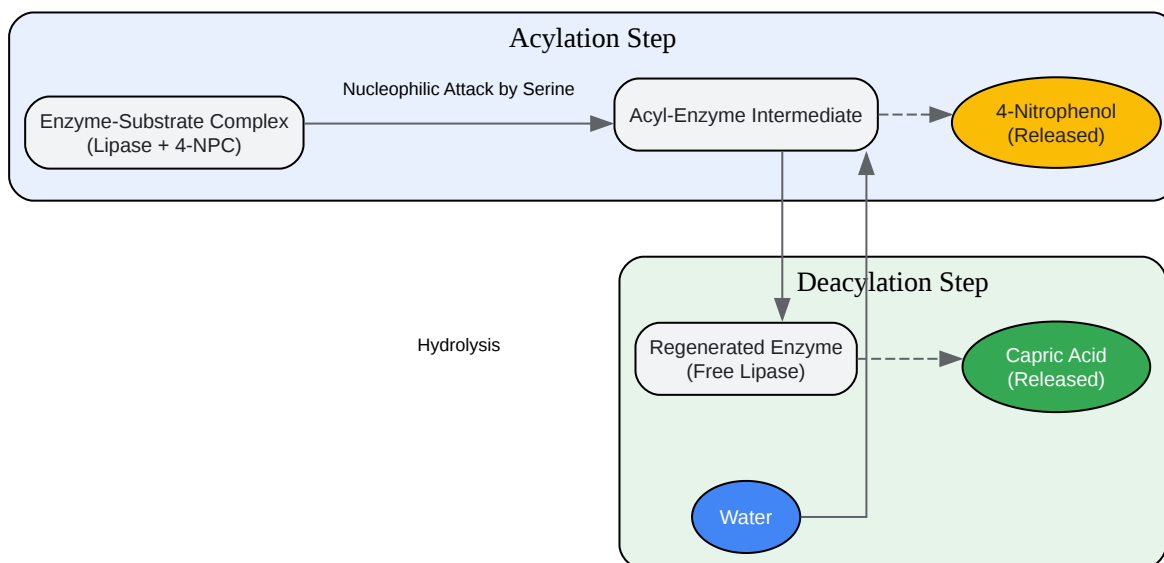 Acylation Step
Nucleophilic Attack by Serine
Enzyme-Substrate Complex
(Lipase + 4-NPC)
Acyl-Enzyme Intermediate
4-Nitrophenol
(Released)
Deacylation Step
Hydrolysis
Regenerated Enzyme
(Free Lipase)
Capric Acid
(Released)
Water